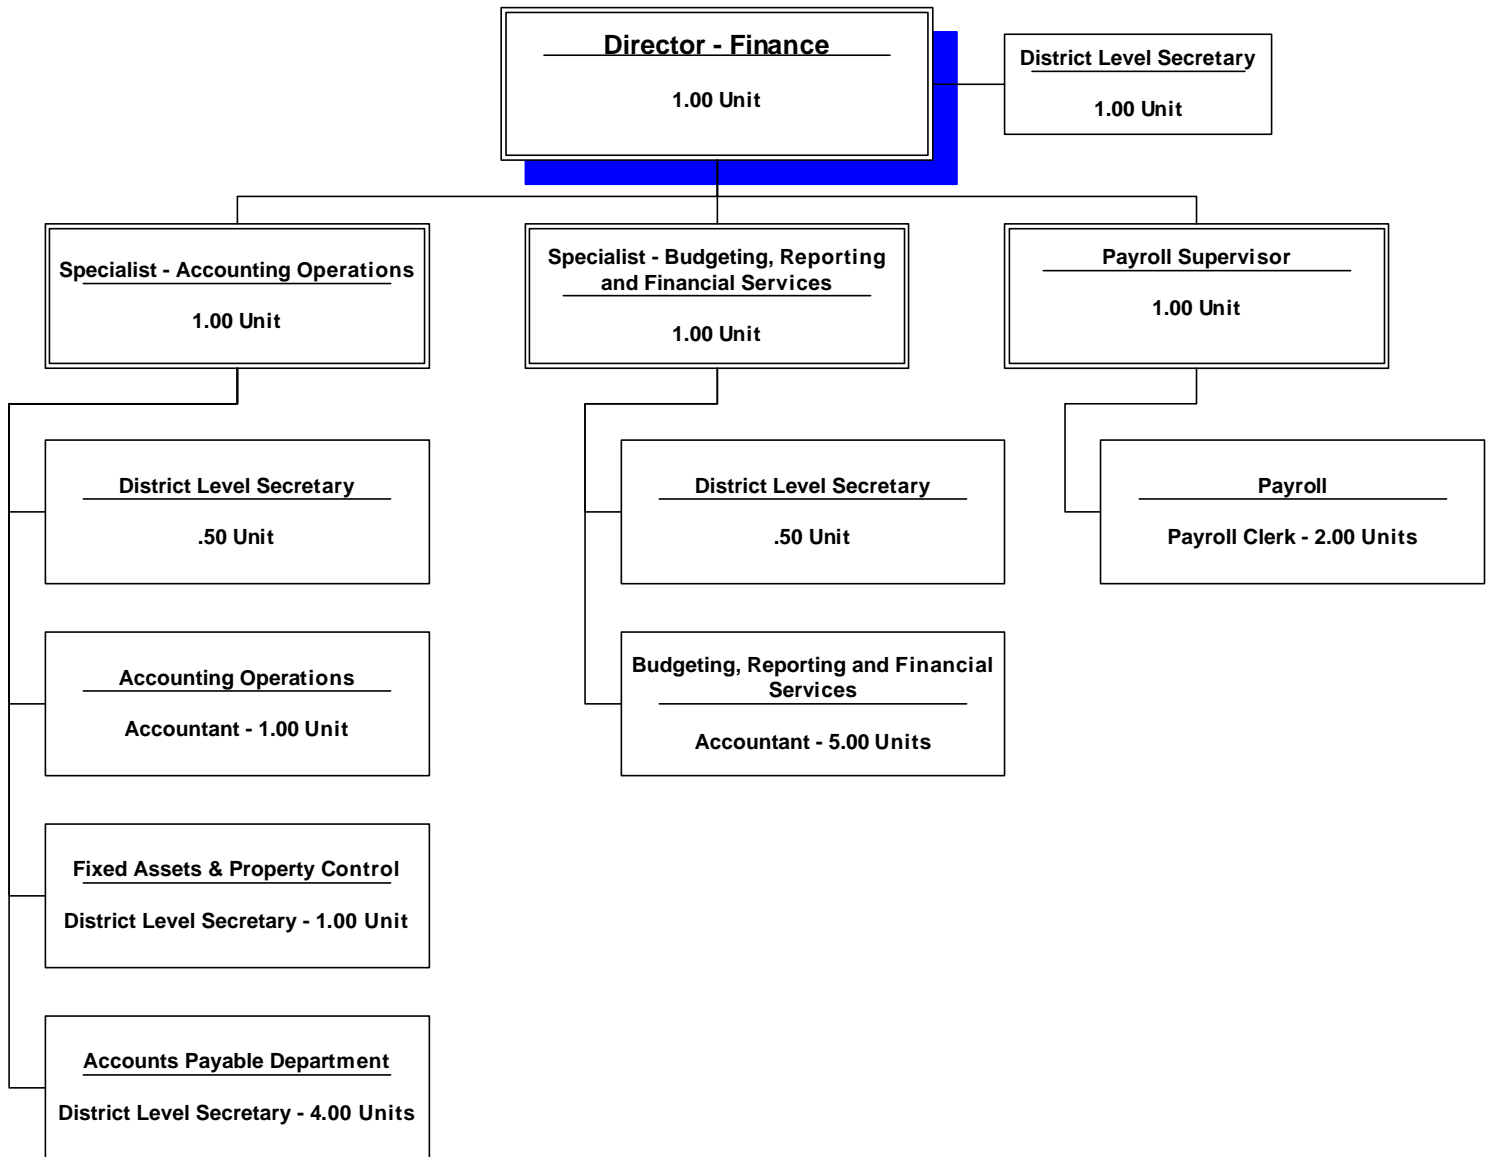 Director - Finance
1.00 Unit
District Level Secretary
1.00 Unit
Specialist - Accounting Operations
1.00 Unit
Specialist - Budgeting, Reporting
and Financial Services
1.00 Unit
Payroll Supervisor
1.00 Unit
District Level Secretary
.50 Unit
District Level Secretary
.50 Unit
Payroll
Payroll Clerk - 2.00 Units
Accounting Operations
Accountant - 1.00 Unit
Budgeting, Reporting and Financial
Services
Accountant - 5.00 Units
Fixed Assets & Property Control
District Level Secretary - 1.00 Unit
Accounts Payable Department
District Level Secretary - 4.00 Units